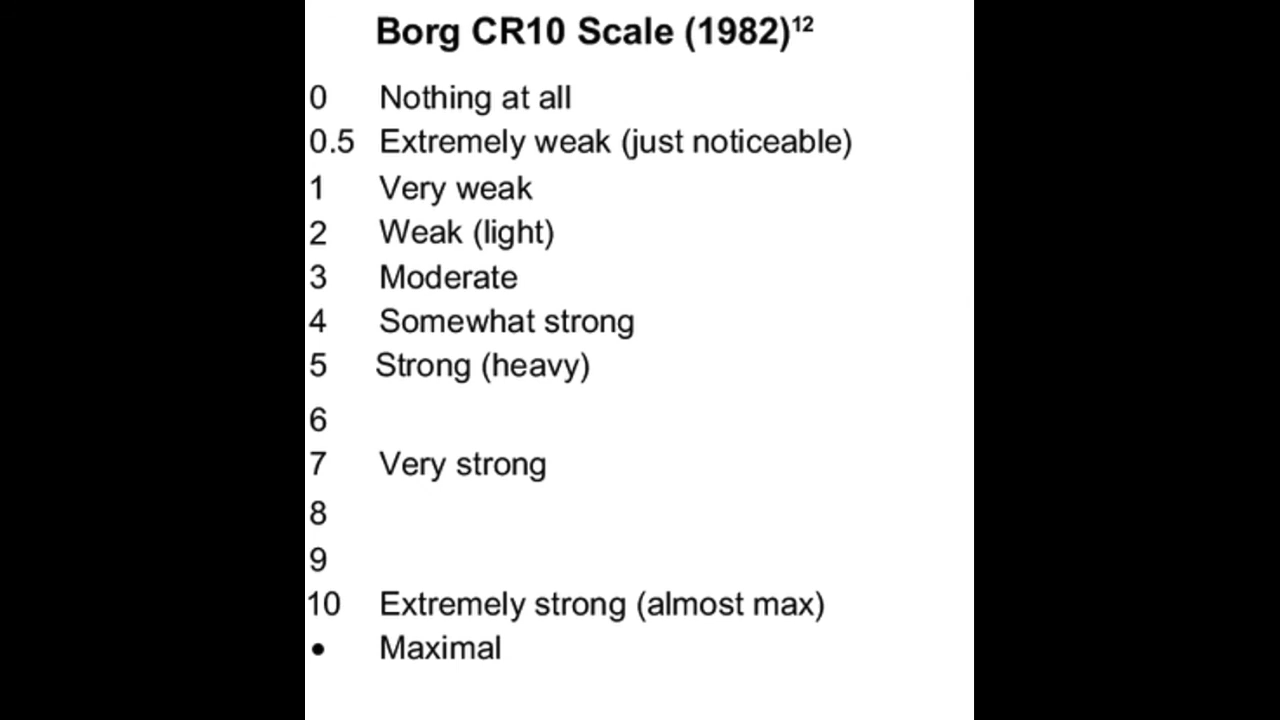 Borg CR10 Scale (1982)¹²
0 Nothing at all
0.5 Extremely weak (just noticeable)
1 Very weak
2 Weak (light)
3 Moderate
4 Somewhat strong
5 Strong (heavy)
6
7 Very strong
8
9
10 Extremely strong (almost max)
• Maximal